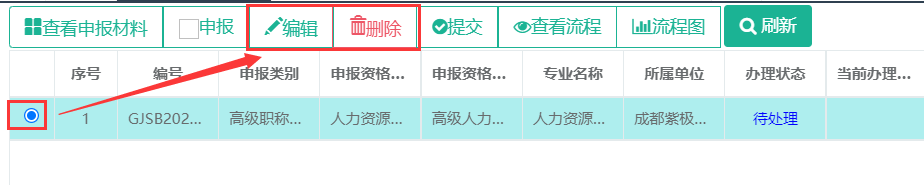 查看申报材料 申报 编辑 删除 提交 查看流程 流程图 刷新
序号 编号 申报类别 申报资格... 申报资格... 专业名称 所属单位 办理状态 当前办理...
1 GJSB202... 高级职称... 人力资源... 高级人力... 人力资源... 成都紫极... 待处理